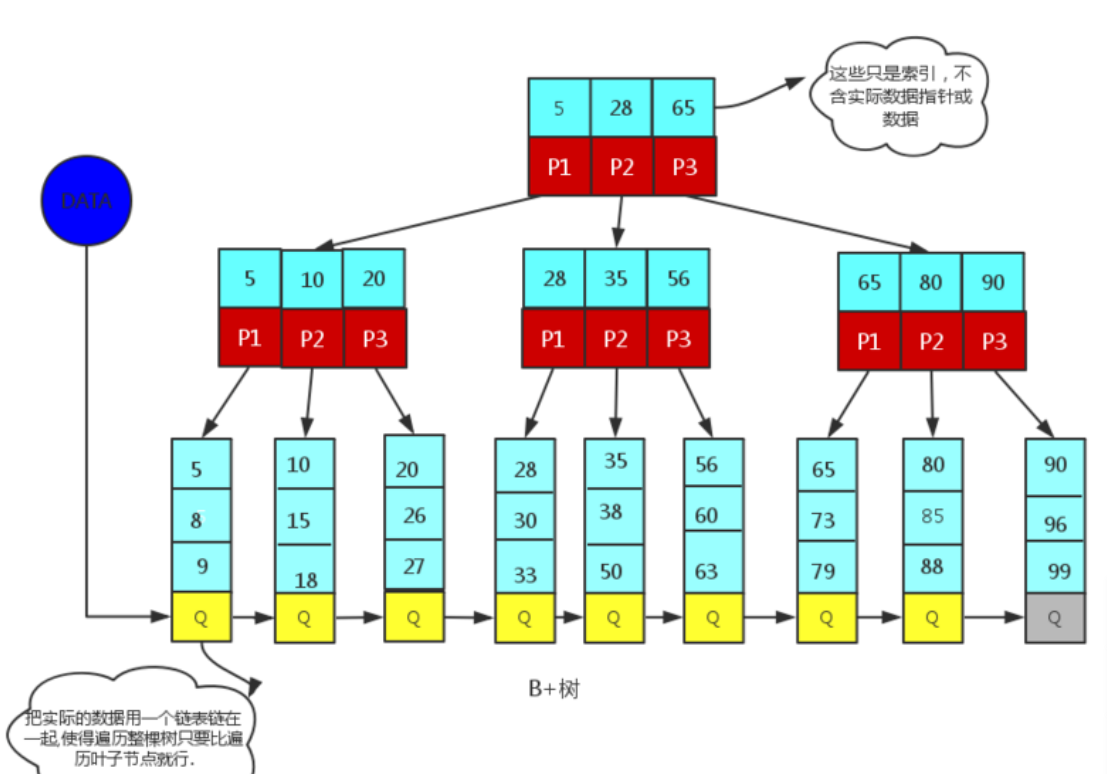 这些只是索引，不
含实际数据指针或
数据
5 28 65
P1 P2 P3
DATA
5 10 20
P1 P2 P3
28 35 56
P1 P2 P3
65 80 90
P1 P2 P3
5
8
9
Q
10
15
18
Q
20
26
27
Q
28
30
33
Q
35
38
50
Q
56
60
63
Q
65
73
79
Q
80
85
88
Q
90
96
99
Q
B+树
把实际的数据用一个链表链在
一起,使得遍历整棵树只要比遍
历叶子节点就行.